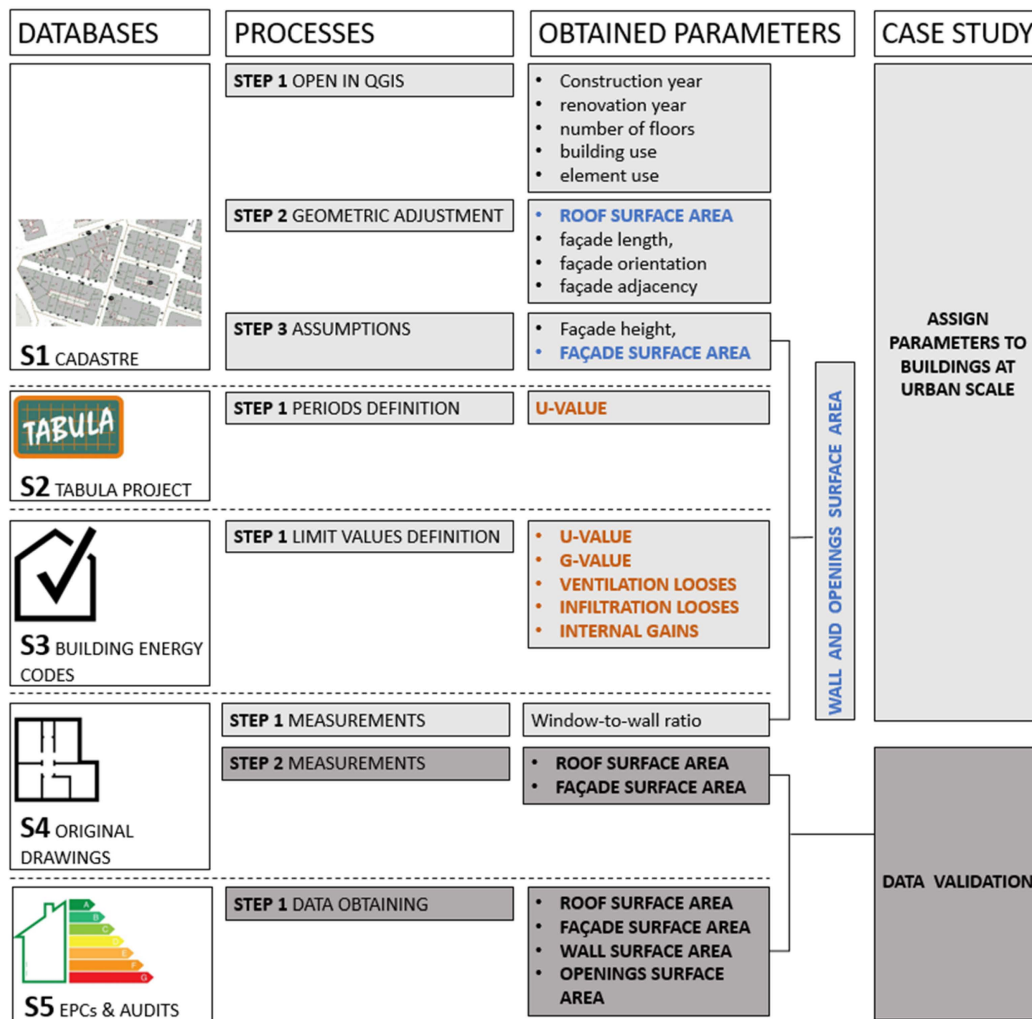 DATABASES
PROCESSES
OBTAINED PARAMETERS
CASE STUDY
STEP 1 OPEN IN QGIS
• Construction year
• renovation year
• number of floors
• building use
• element use
STEP 2 GEOMETRIC ADJUSTMENT
• ROOF SURFACE AREA
• façade length,
• façade orientation
• façade adjacency
S1 CADASTRE
STEP 3 ASSUMPTIONS
• Façade height,
• FAÇADE SURFACE AREA
ASSIGN
PARAMETERS TO
BUILDINGS AT
URBAN SCALE
WALL AND OPENINGS SURFACE AREA
TABULA
S2 TABULA PROJECT
STEP 1 PERIODS DEFINITION
U-VALUE
S3 BUILDING ENERGY
CODES
STEP 1 LIMIT VALUES DEFINITION
• U-VALUE
• G-VALUE
• VENTILATION LOOSES
• INFILTRATION LOOSES
• INTERNAL GAINS
S4 ORIGINAL
DRAWINGS
STEP 1 MEASUREMENTS
Window-to-wall ratio
STEP 2 MEASUREMENTS
• ROOF SURFACE AREA
• FAÇADE SURFACE AREA
DATA VALIDATION
A
B
C
D
E
F
G
S5 EPCs & AUDITS
STEP 1 DATA OBTAINING
• ROOF SURFACE AREA
• FAÇADE SURFACE AREA
• WALL SURFACE AREA
• OPENINGS SURFACE
AREA